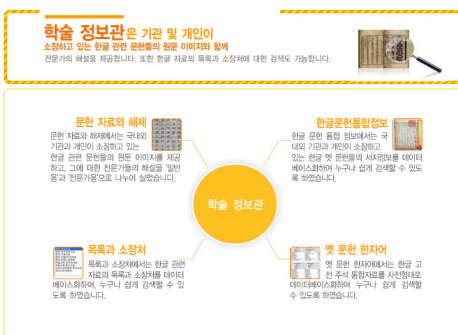 학술 정보관은 기관 및 개인이
소장하고 있는 한글 관련 문헌들의 원문 이미지와 함께
전문가의 해설을 제공합니다. 또한 한글 자료의 목록과 소장처에 대한 검색도 가능합니다.
문헌 자료와 해제
문헌 자료와 해제에서는 국내외
기관과 개인이 소장하고 있는
한글 관련 문헌들의 원문 이미지를 제공
하고, 그에 대한 전문가들의 해설을 '일반
용'과 '전문가용'으로 나누어 실었습니다.
한글문헌통합정보
한글 문헌 통합 정보에서는 국
내외 기관과 개인이 소장하고
있는 한글 옛 문헌들의 서지정보를 데이터
베이스화하여 누구나 쉽게 검색할 수 있도
록 하였습니다.
학술 정보관
목록과 소장처
목록과 소장처에서는 한글 관련
자료의 목록과 소장처를 데이터
베이스화하여, 누구나 쉽게 검색할 수 있
도록 하였습니다.
옛 문헌 한자어
옛 문헌 한자어에서는 한글 고
전 주석 통합자료를 사전형태로
데이터베이스화하여 누구나 쉽게 검색할
수 있도록 하였습니다.